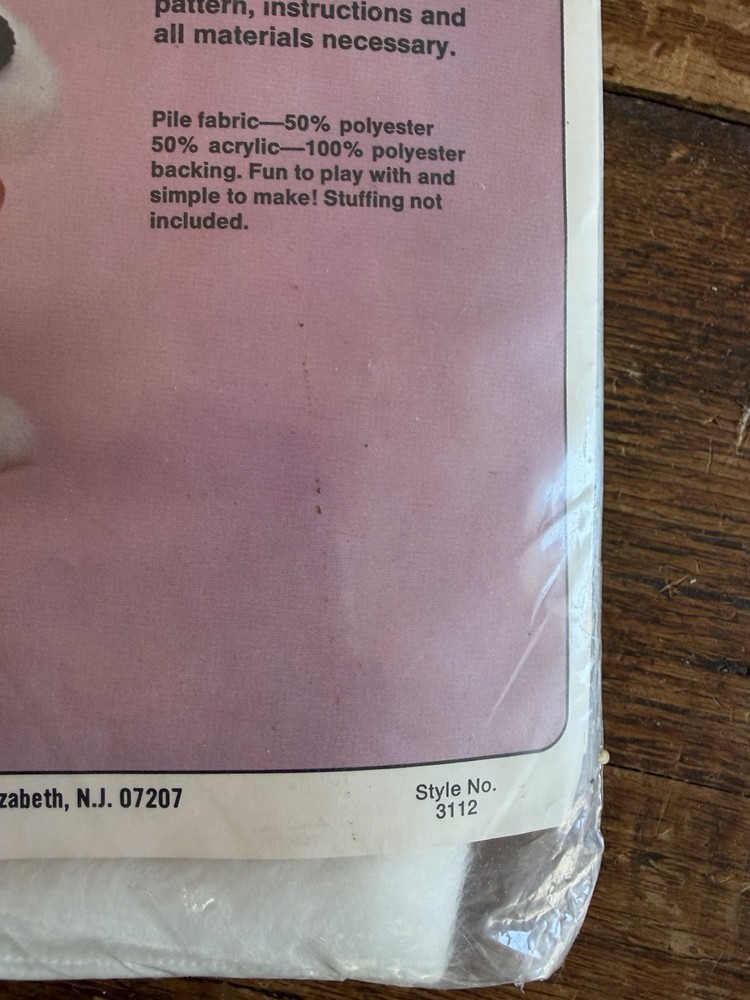 pattern, instructions and
all materials necessary.
Pile fabric—50% polyester
50% acrylic—100% polyester
backing. Fun to play with and
simple to make! Stuffing not
included.
zabeth, N.J. 07207
Style No.
3112